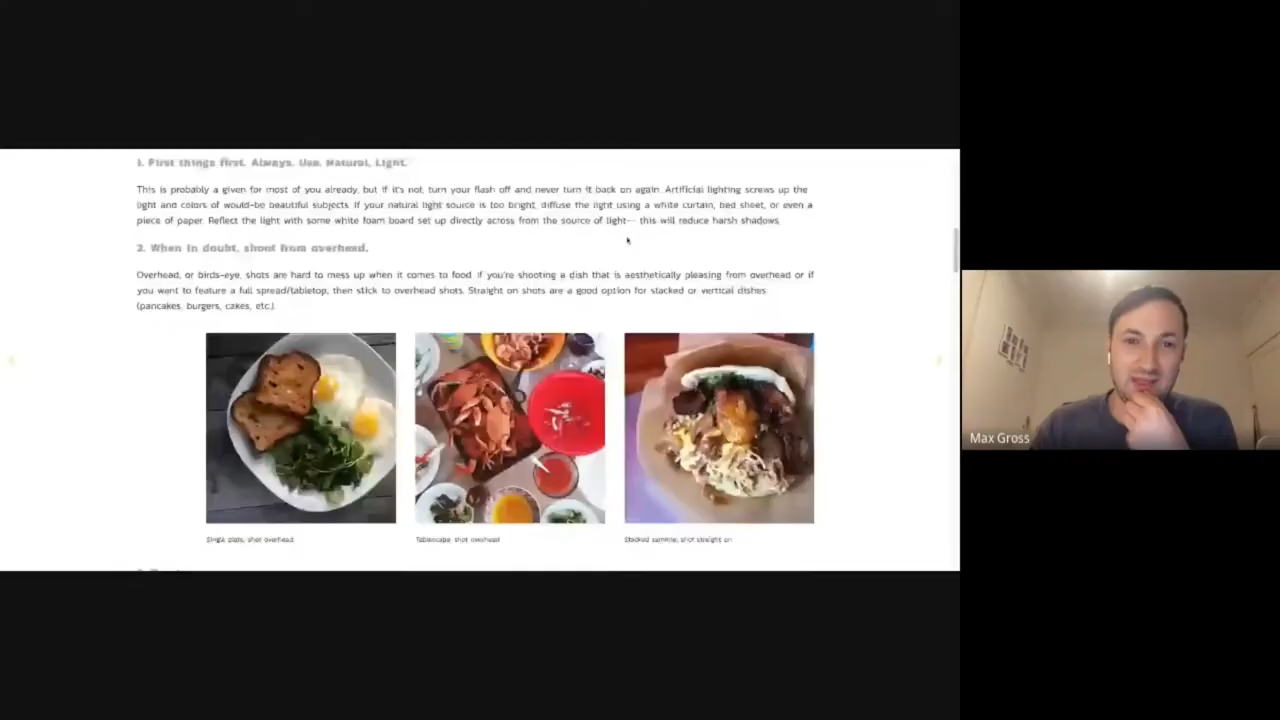 1. First things first. Always. Use. Natural. Light.
This is probably a given for most of you already, but if it's not, turn your flash off and never turn it back on again. Artificial lighting screws up the
light and colors of would-be beautiful subjects. If your natural light source is too bright, diffuse the light using a white curtain, bed sheet, or even a
piece of paper. Reflect the light with some white foam board set up directly across from the source of light-- this will reduce harsh shadows.
2. When in doubt, shoot from overhead.
Overhead, or birds-eye, shots are hard to mess up when it comes to food. If you're shooting a dish that is aesthetically pleasing from overhead or if
you want to feature a full spread/tabletop, then stick to overhead shots. Straight on shots are a good option for stacked or vertical dishes
(pancakes, burgers, cakes, etc.).
Single plate, shot overhead
Tablescape, shot overhead
Stacked sammie, shot straight on
Max Gross